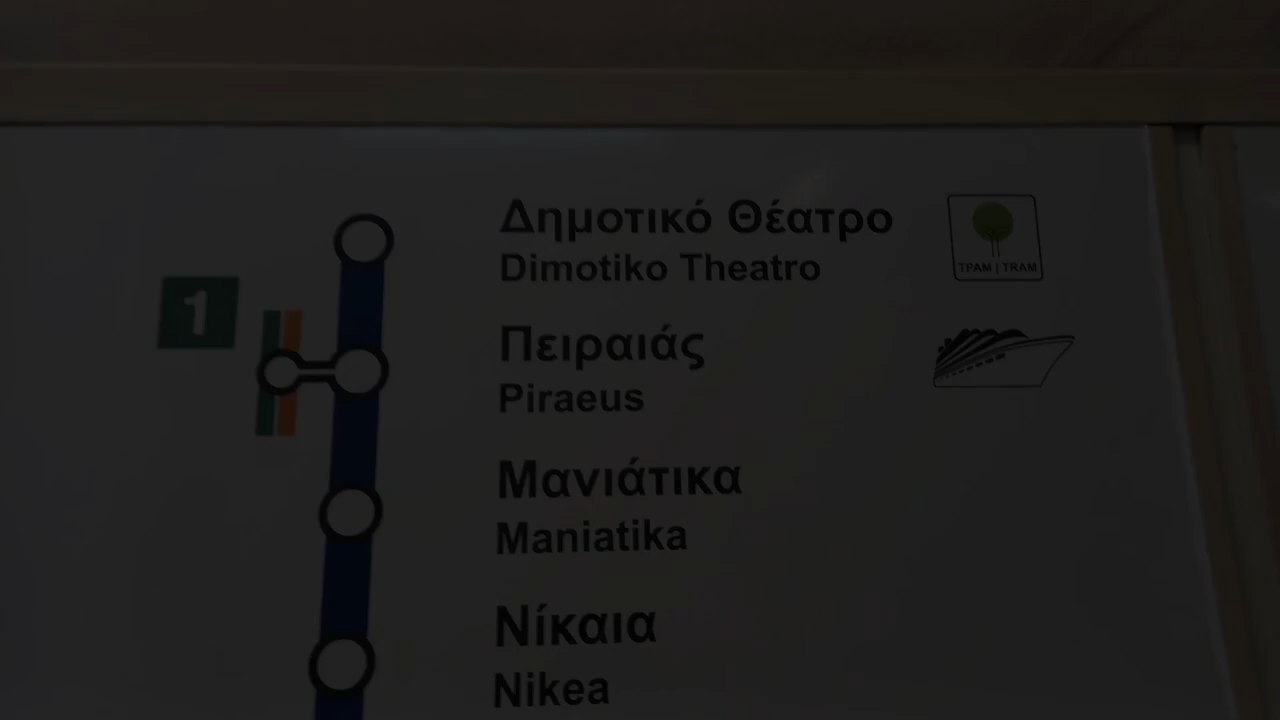 Δημοτικό Θέατρο
Dimotiko Theatro
ΤΡΑΜ | TRAM
1
Πειραιάς
Piraeus
Μανιάτικα
Maniatika
Νίκαια
Nikea